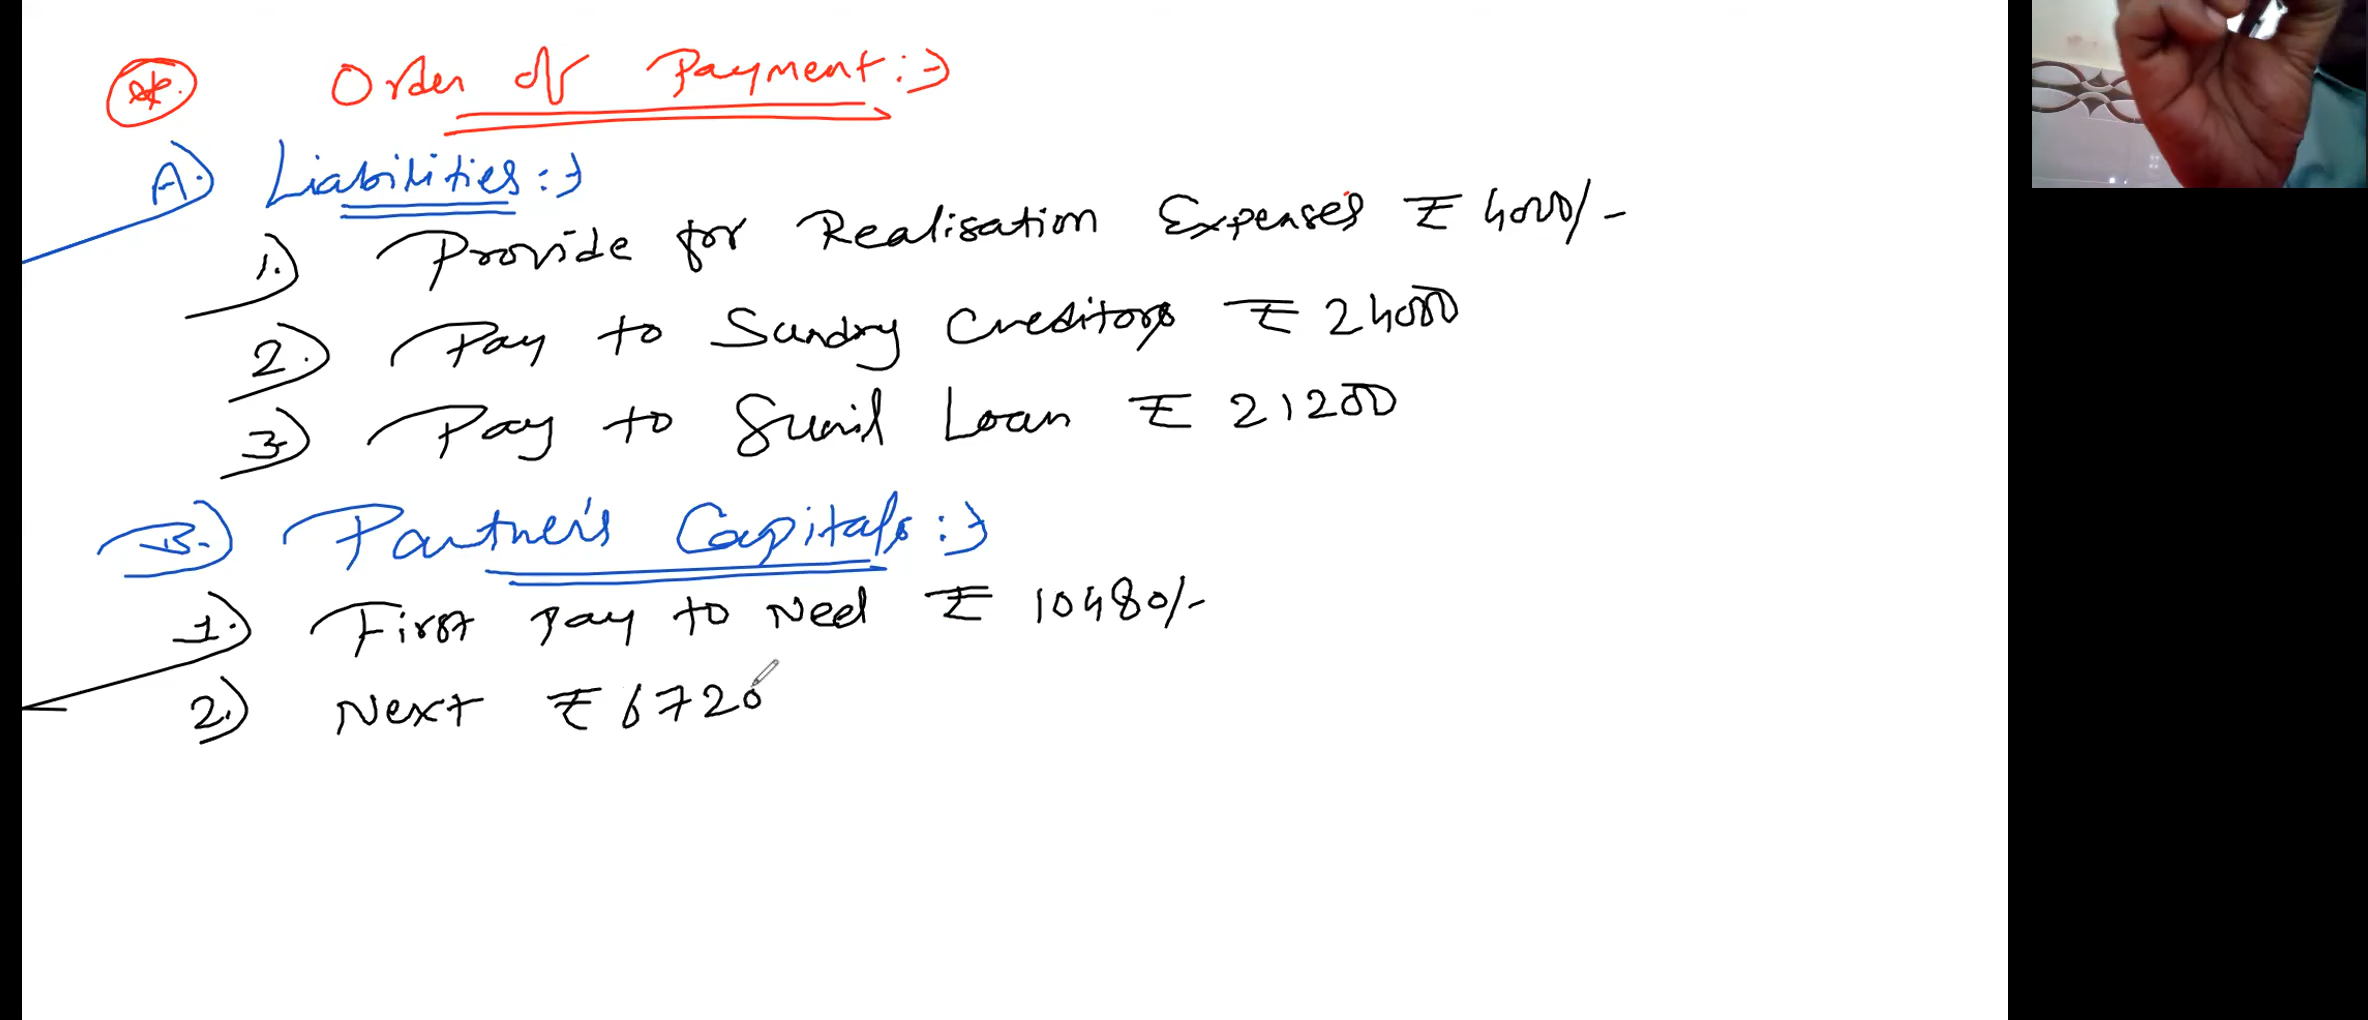 * Order of Payment :→
A.) Liabilities :→
1.) Provide for Realisation Expenses ₹ 4000/-
2.) Pay to Sundry Creditors ₹ 24000
3.) Pay to Sunil Loan ₹ 21200
B.) Partner's Capitals :→
1.) First pay to Neel ₹ 10480/-
2.) Next ₹ 6720